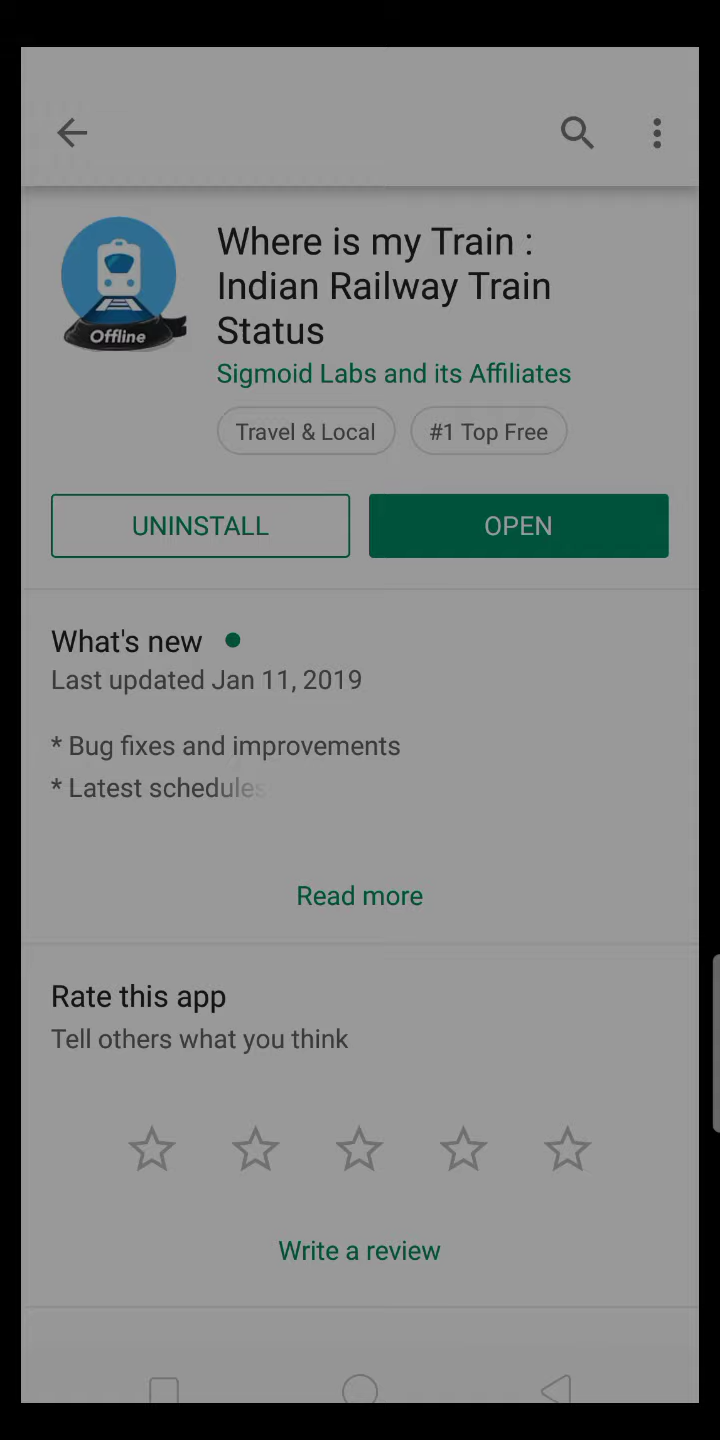 Where is my Train :
Indian Railway Train
Status
Offline
Sigmoid Labs and its Affiliates
Travel & Local
#1 Top Free
UNINSTALL
OPEN
What's new
Last updated Jan 11, 2019
* Bug fixes and improvements
* Latest schedules
Read more
Rate this app
Tell others what you think
Write a review